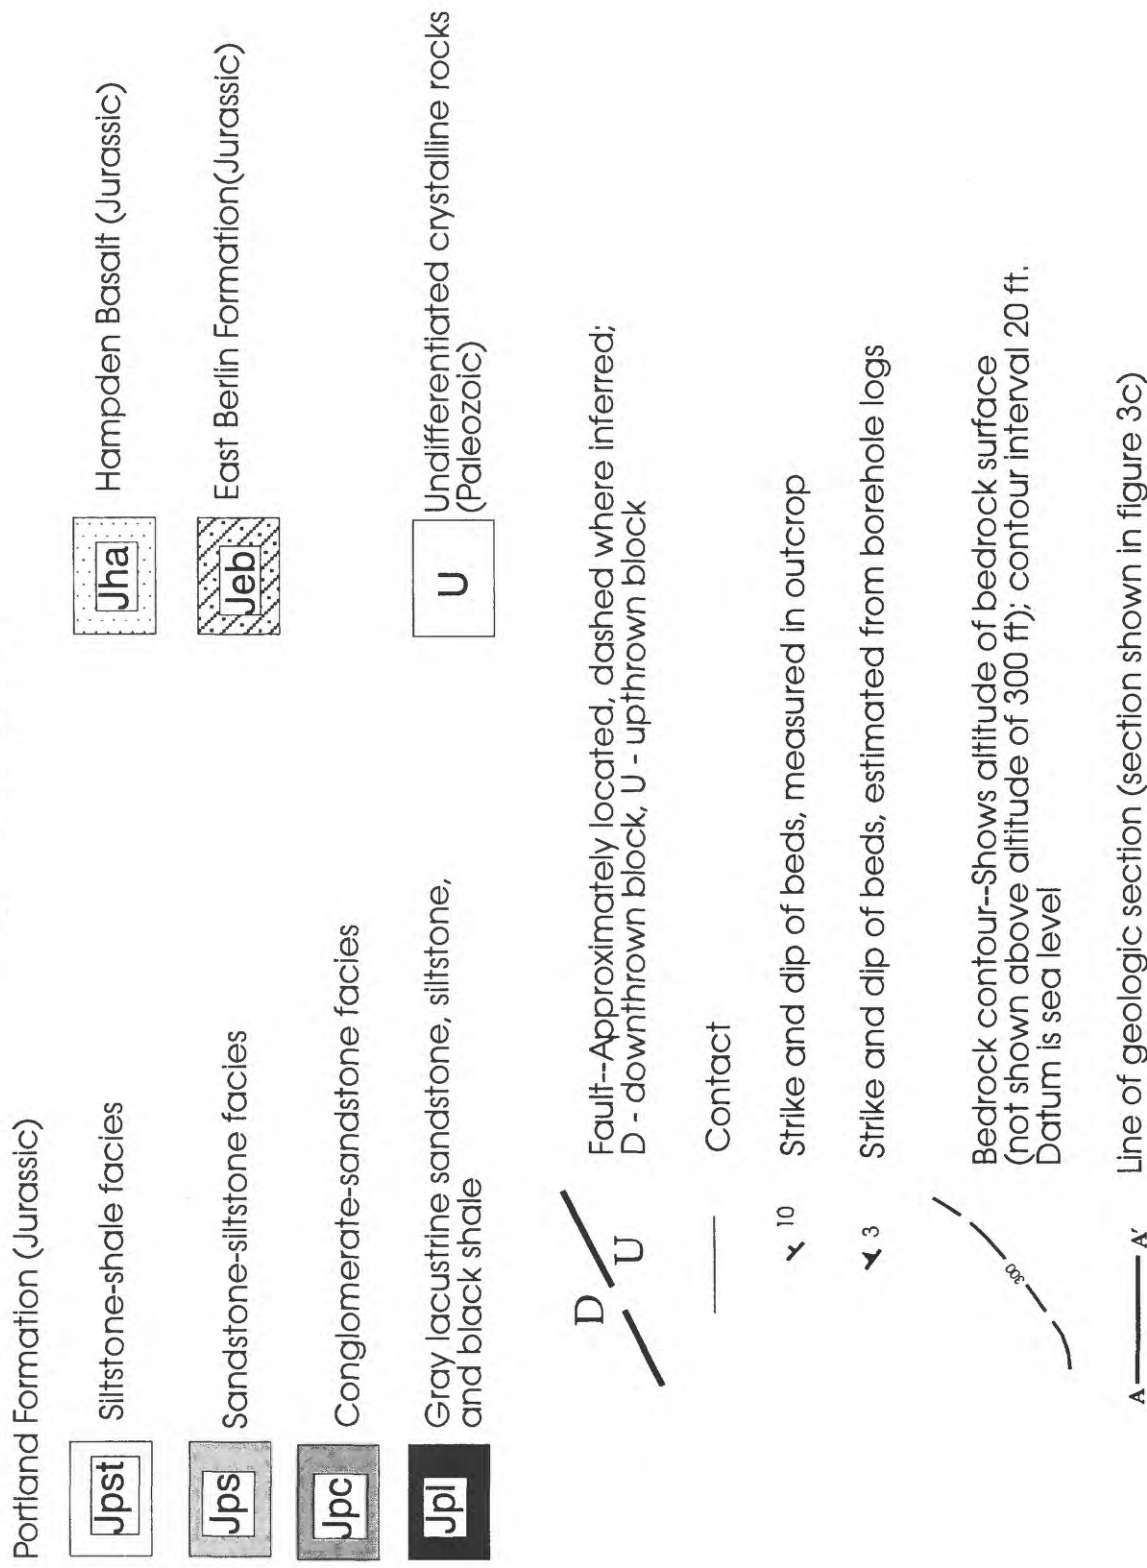 Portland Formation (Jurassic)
Jpst Siltstone-shale facies
Jps Sandstone-siltstone facies
Jpc Conglomerate-sandstone facies
Jpl Gray lacustrine sandstone, siltstone,
and black shale
Jha Hampden Basalt (Jurassic)
Jeb East Berlin Formation(Jurassic)
U Undifferentiated crystalline rocks
(Paleozoic)
D
U
Fault--Approximately located, dashed where inferred;
D - downthrown block, U - upthrown block
Contact
10 Strike and dip of beds, measured in outcrop
3 Strike and dip of beds, estimated from borehole logs
300
Bedrock contour--Shows altitude of bedrock surface
(not shown above altitude of 300 ft); contour interval 20 ft.
Datum is sea level
A A' Line of geologic section (section shown in figure 3c)